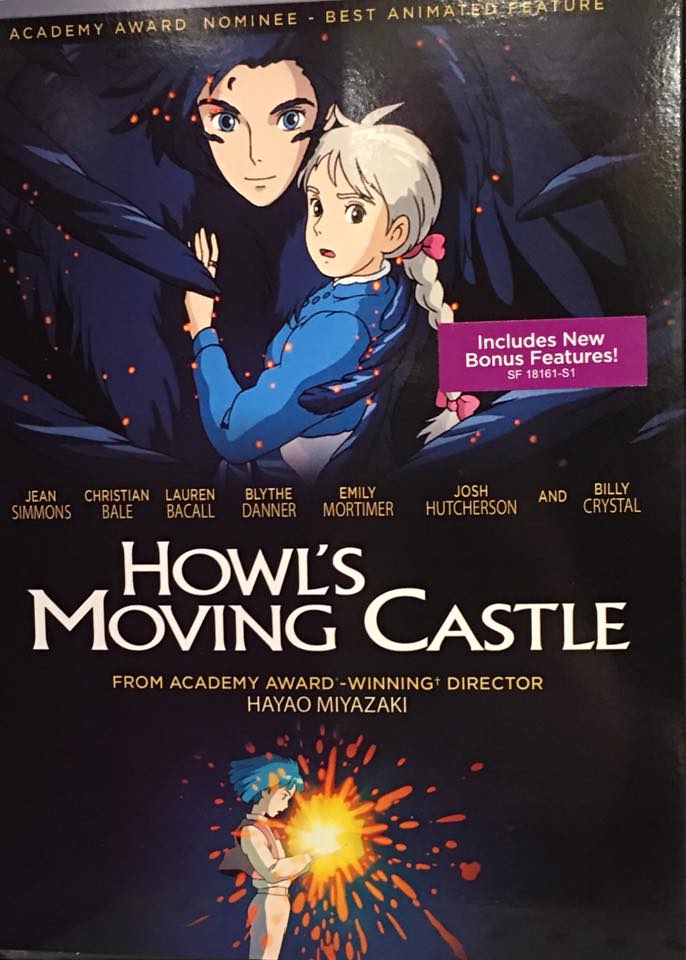 ACADEMY AWARD NOMINEE - BEST ANIMATED FEATURE
Includes New
Bonus Features!
SF 18161-S1
JEAN SIMMONS
CHRISTIAN BALE
LAUREN BACALL
BLYTHE DANNER
EMILY MORTIMER
JOSH HUTCHERSON
AND
BILLY CRYSTAL
HOWL'S
MOVING CASTLE
FROM ACADEMY AWARD®-WINNING† DIRECTOR
HAYAO MIYAZAKI